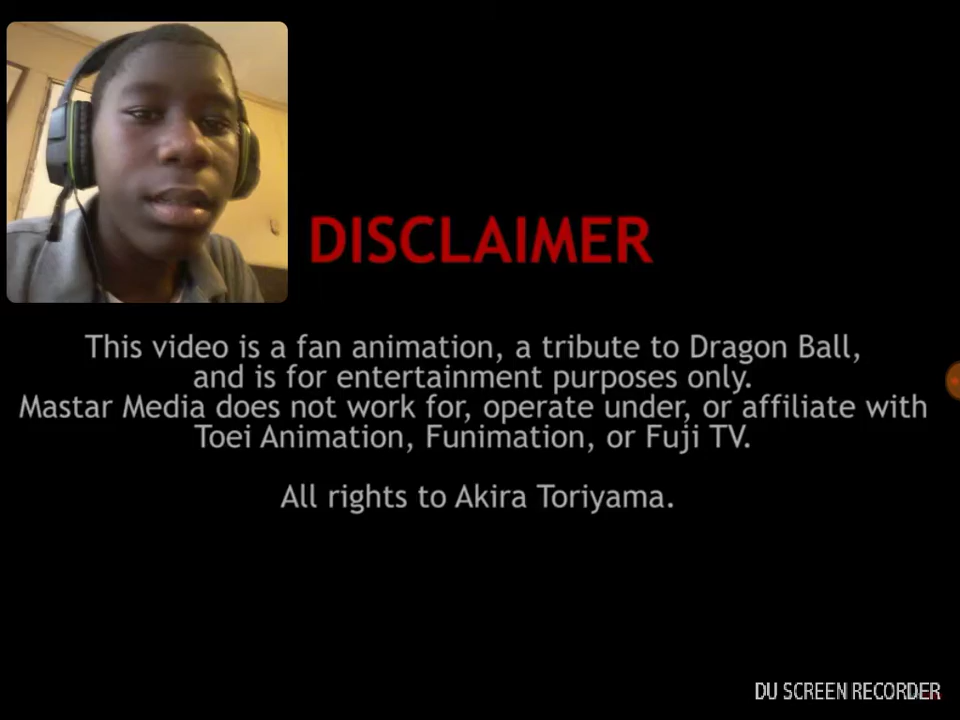 DISCLAIMER
This video is a fan animation, a tribute to Dragon Ball,
and is for entertainment purposes only.
Mastar Media does not work for, operate under, or affiliate with
Toei Animation, Funimation, or Fuji TV.
All rights to Akira Toriyama.
DU SCREEN RECORDER